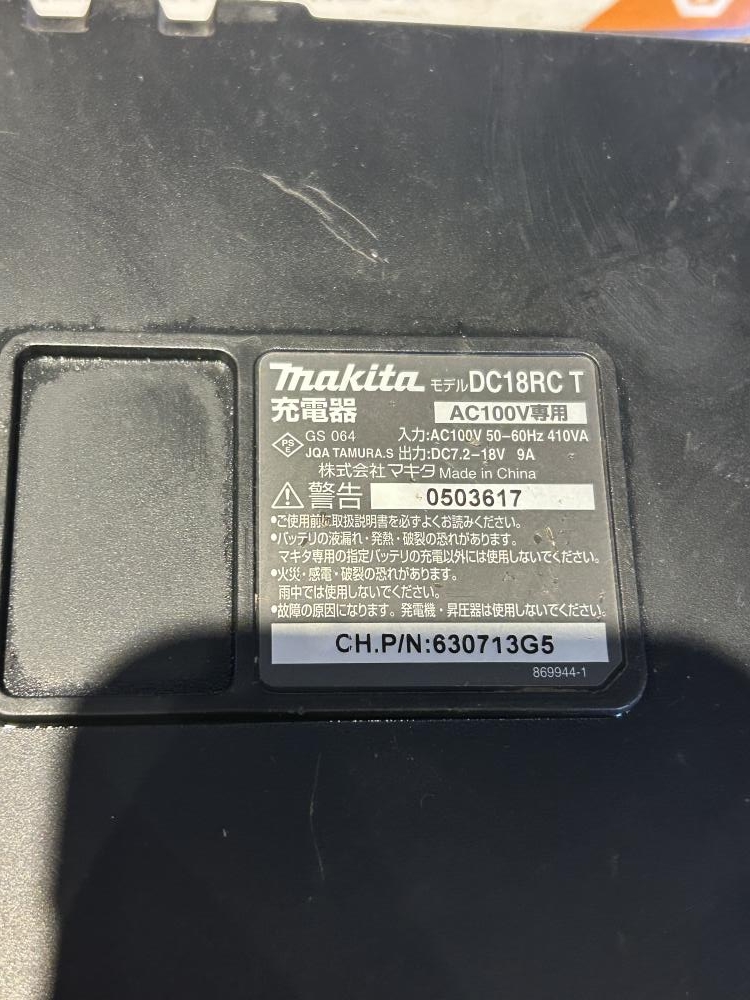 makita モデル DC18RC T
充電器 AC100V専用
PS E GS 064 入力:AC100V 50-60Hz 410VA
JQA TAMURA.S 出力:DC7.2-18V 9A
株式会社マキタ Made in China
警告 0503617
•ご使用前に取扱説明書を必ずよくお読みください。
•バッテリの液漏れ・発熱・破裂の恐れがあります。
マキタ専用の指定バッテリの充電以外には使用しないでください。
•火災・感電・破裂の恐れがあります。
雨中では使用しないでください。
•故障の原因になります。発電機・昇圧器は使用しないでください。
CH.P/N:630713G5
869944-1